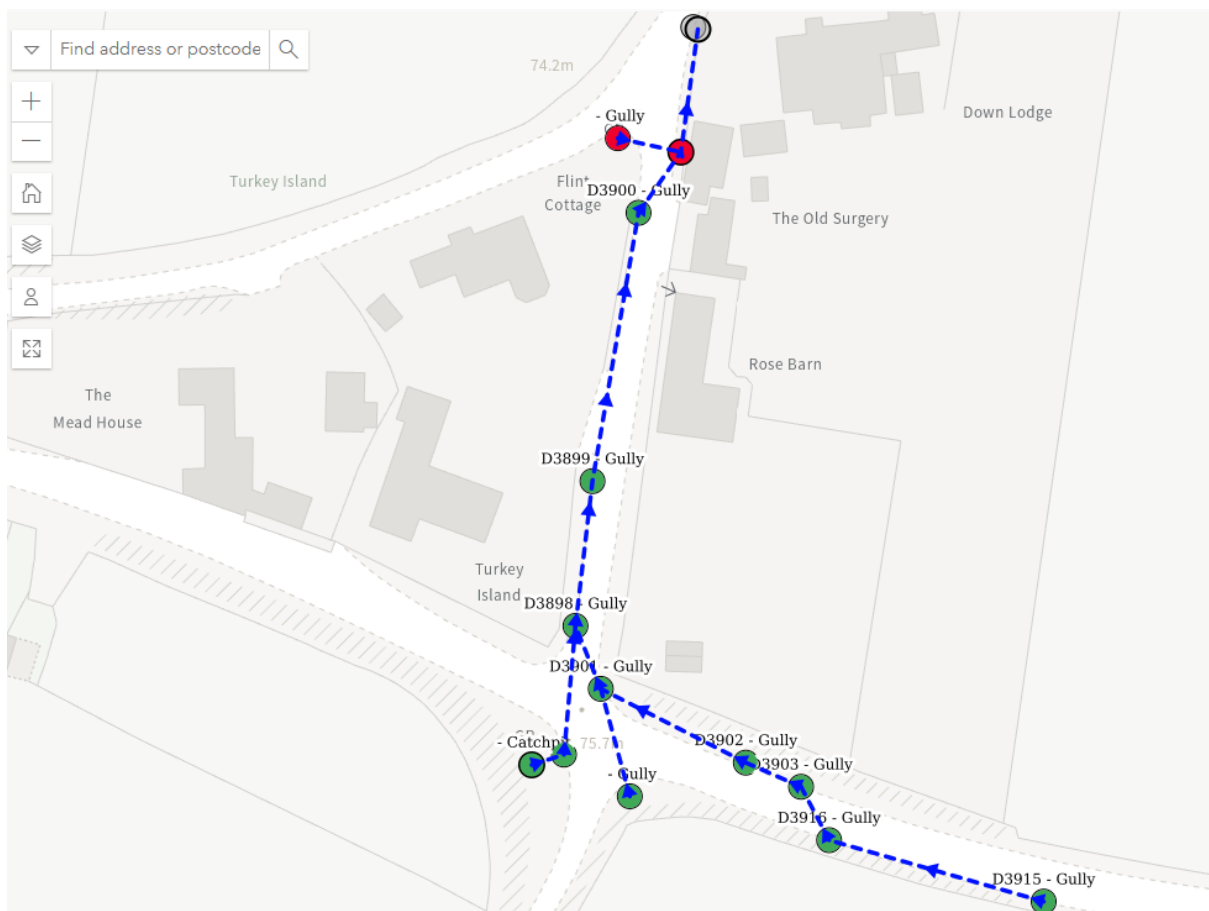 Find address or postcode
74.2m
Down Lodge
- Gully
Turkey Island
Flint
Cottage
D3900 - Gully
The Old Surgery
Rose Barn
The
Mead House
D3899 - Gully
Turkey
Island
D3898 - Gully
D3901 - Gully
- Catchpit
75.7m
D3902 - Gully
D3903 - Gully
- Gully
D3916 - Gully
D3915 - Gully